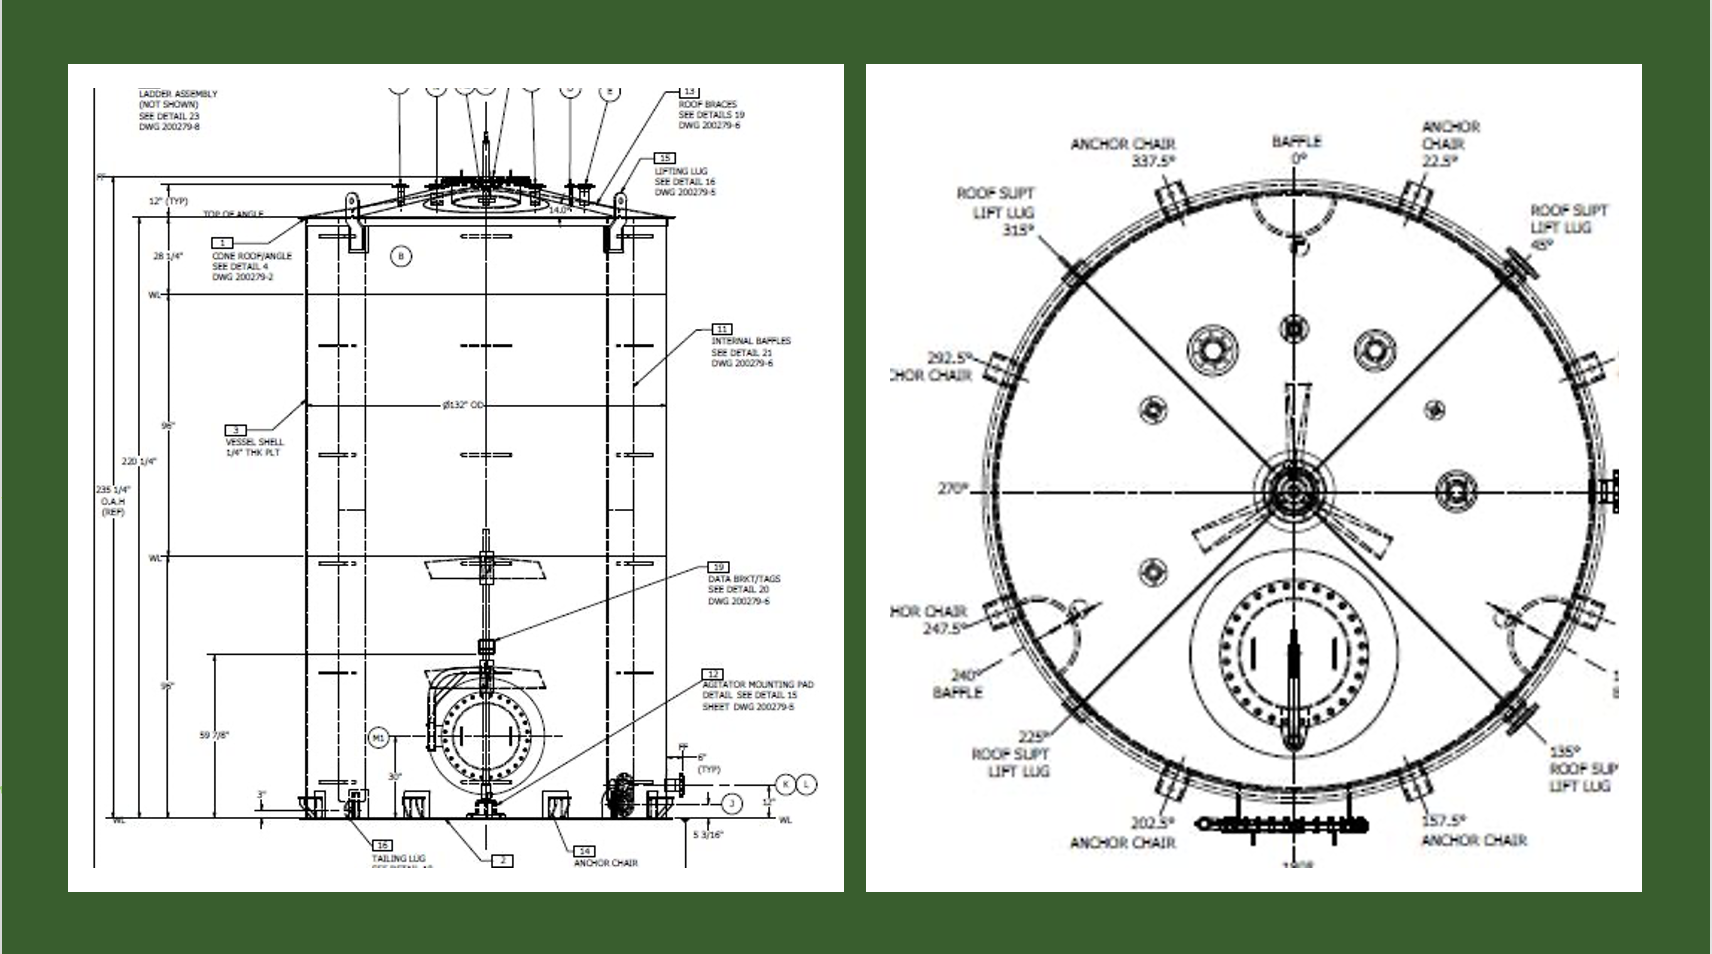 LADDER ASSEMBLY
(NOT SHOWN)
SEE DETAIL 23
DWG 200279-8
E
13
ROOF BRACES
SEE DETAILS 19
DWG 200279-6
15
LIFTING LUG
SEE DETAIL 16
DWG 200279-5
FF
12" (TYP)
TOP OF ANGLE
14.0°
1
CONE ROOF/ANGLE
SEE DETAIL 4
DWG 200279-2
28 1/4"
B
WL
11
INTERNAL BAFFLES
SEE DETAIL 21
DWG 200279-6
Ø132" OD
96"
3
VESSEL SHELL
1/4" THK PLT
220 1/4"
235 1/4"
O.A.H
(REF)
WL
19
DATA BRKT/TAGS
SEE DETAIL 20
DWG 200279-6
12
AGITATOR MOUNTING PAD
DETAIL SEE DETAIL 15
SHEET DWG 200279-5
59 7/8"
M1
30"
FF
6"
(TYP)
K L
J
12"
3"
WL
WL
5 3/16"
16
TAILING LUG
2
14
ANCHOR CHAIR
ANCHOR CHAIR
337.5°
BAFFLE
0°
ANCHOR
CHAIR
22.5°
ROOF SUPT
LIFT LUG
315°
ROOF SUPT
LIFT LUG
45°
292.5°
CHOR CHAIR
270°
HOR CHAIR
247.5°
240°
BAFFLE
225°
ROOF SUPT
LIFT LUG
135°
ROOF SUP
LIFT LUG
202.5°
ANCHOR CHAIR
157.5°
ANCHOR CHAIR
180°